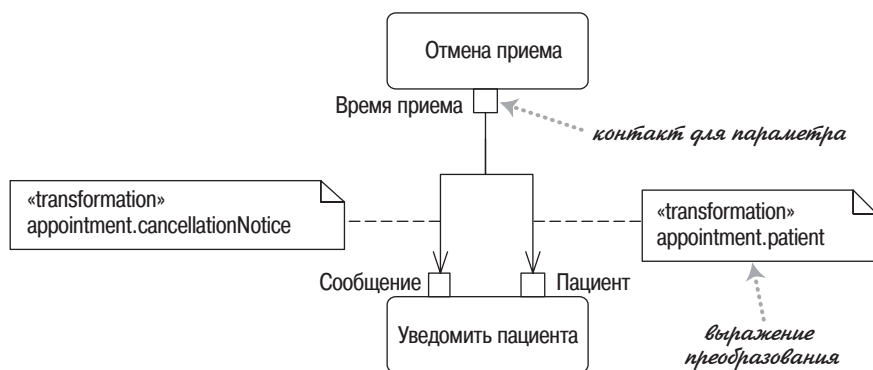 Отмена приема
Время приема
контакт для параметра
«transformation»
appointment.cancellationNotice
«transformation»
appointment.patient
Сообщение
Пациент
Уведомить пациента
выражение
преобразования